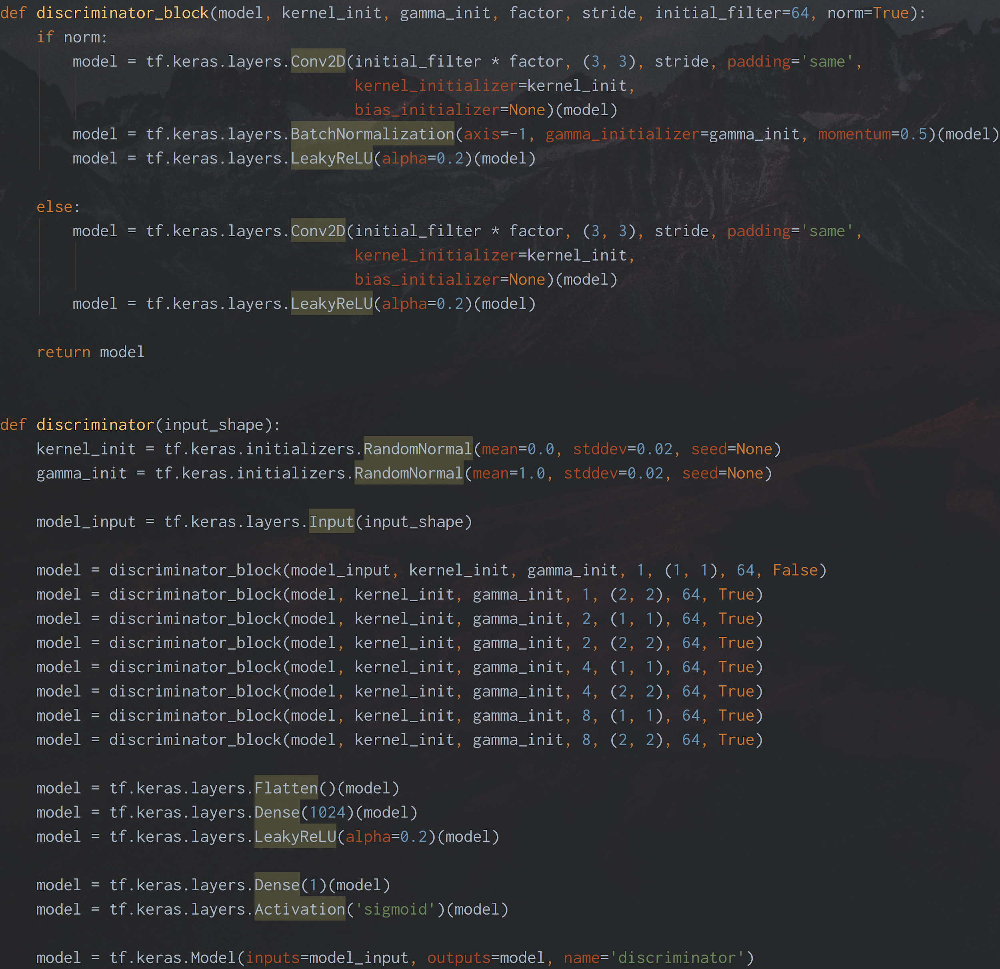 def discriminator_block(model, kernel_init, gamma_init, factor, stride, initial_filter=64, norm=True):
    if norm:
        model = tf.keras.layers.Conv2D(initial_filter * factor, (3, 3), stride, padding='same',
                                       kernel_initializer=kernel_init,
                                       bias_initializer=None)(model)
        model = tf.keras.layers.BatchNormalization(axis=-1, gamma_initializer=gamma_init, momentum=0.5)(model)
        model = tf.keras.layers.LeakyReLU(alpha=0.2)(model)
    else:
        model = tf.keras.layers.Conv2D(initial_filter * factor, (3, 3), stride, padding='same',
                                       kernel_initializer=kernel_init,
                                       bias_initializer=None)(model)
        model = tf.keras.layers.LeakyReLU(alpha=0.2)(model)
    return model
def discriminator(input_shape):
    kernel_init = tf.keras.initializers.RandomNormal(mean=0.0, stddev=0.02, seed=None)
    gamma_init = tf.keras.initializers.RandomNormal(mean=1.0, stddev=0.02, seed=None)
    model_input = tf.keras.layers.Input(input_shape)
    model = discriminator_block(model_input, kernel_init, gamma_init, 1, (1, 1), 64, False)
    model = discriminator_block(model, kernel_init, gamma_init, 1, (2, 2), 64, True)
    model = discriminator_block(model, kernel_init, gamma_init, 2, (1, 1), 64, True)
    model = discriminator_block(model, kernel_init, gamma_init, 2, (2, 2), 64, True)
    model = discriminator_block(model, kernel_init, gamma_init, 4, (1, 1), 64, True)
    model = discriminator_block(model, kernel_init, gamma_init, 4, (2, 2), 64, True)
    model = discriminator_block(model, kernel_init, gamma_init, 8, (1, 1), 64, True)
    model = discriminator_block(model, kernel_init, gamma_init, 8, (2, 2), 64, True)
    model = tf.keras.layers.Flatten()(model)
    model = tf.keras.layers.Dense(1024)(model)
    model = tf.keras.layers.LeakyReLU(alpha=0.2)(model)
    model = tf.keras.layers.Dense(1)(model)
    model = tf.keras.layers.Activation('sigmoid')(model)
    model = tf.keras.Model(inputs=model_input, outputs=model, name='discriminator')